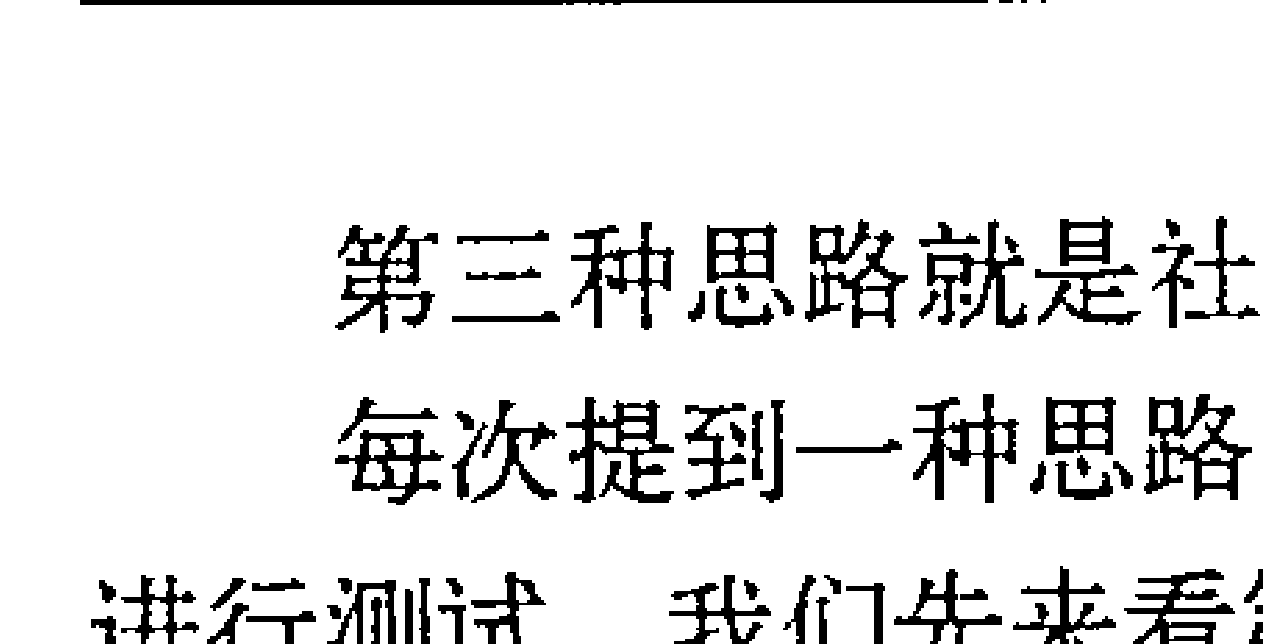 第三种思路就是社
每次提到一种思路
进行测试 我们先来看